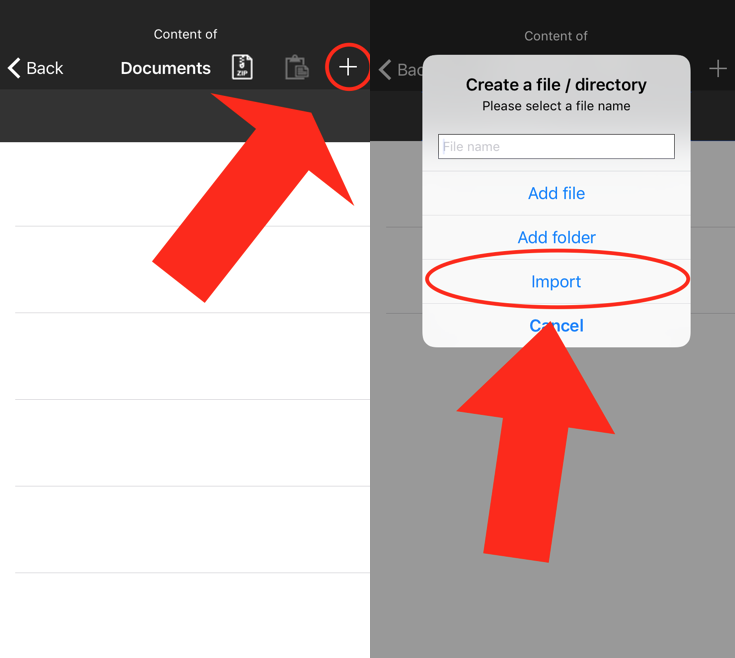 Content of
Back
Documents
ZIP
Content of
Bac
Create a file / directory
Please select a file name
File name
Add file
Add folder
Import
Cancel